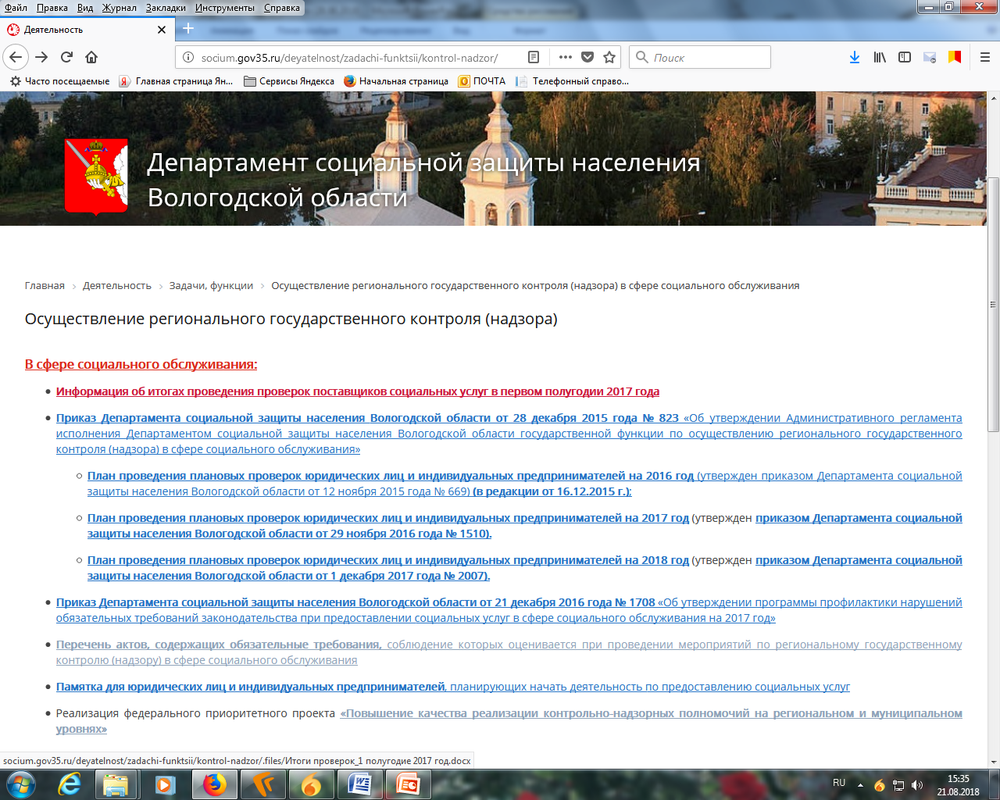 Файл Правка Вид Журнал Закладки Инструменты Справка
Деятельность
socium.gov35.ru/deyatelnost/zadachi-funktsii/kontrol-nadzor/
Поиск
Часто посещаемые Главная страница Ян... Сервисы Яндекса Начальная страница ПОЧТА Телефонный справо...
Департамент социальной защиты населения
Вологодской области
Главная > Деятельность > Задачи, функции > Осуществление регионального государственного контроля (надзора) в сфере социального обслуживания
Осуществление регионального государственного контроля (надзора)
В сфере социального обслуживания:
Информация об итогах проведения проверок поставщиков социальных услуг в первом полугодии 2017 года
Приказ Департамента социальной защиты населения Вологодской области от 28 декабря 2015 года № 823 «Об утверждении Административного регламента
исполнения Департаментом социальной защиты населения Вологодской области государственной функции по осуществлению регионального государственного
контроля (надзора) в сфере социального обслуживания»
План проведения плановых проверок юридических лиц и индивидуальных предпринимателей на 2016 год (утвержден приказом Департамента социальной
защиты населения Вологодской области от 12 ноября 2015 года № 669) (в редакции от 16.12.2015 г.);
План проведения плановых проверок юридических лиц и индивидуальных предпринимателей на 2017 год (утвержден приказом Департамента социальной
защиты населения Вологодской области от 29 ноября 2016 года № 1510).
План проведения плановых проверок юридических лиц и индивидуальных предпринимателей на 2018 год (утвержден приказом Департамента социальной
защиты населения Вологодской области от 1 декабря 2017 года № 2007).
Приказ Департамента социальной защиты населения Вологодской области от 21 декабря 2016 года № 1708 «Об утверждении программы профилактики нарушений
обязательных требований законодательства при предоставлении социальных услуг в сфере социального обслуживания на 2017 год»
Перечень актов, содержащих обязательные требования, соблюдение которых оценивается при проведении мероприятий по региональному государственному
контролю (надзору) в сфере социального обслуживания
Памятка для юридических лиц и индивидуальных предпринимателей, планирующих начать деятельность по предоставлению социальных услуг
Реализация федерального приоритетного проекта «Повышение качества реализации контрольно-надзорных полномочий на региональном и муниципальном
уровнях»
socium.gov35.ru/deyatelnost/zadachi-funktsii/kontrol-nadzor/.files/Итоги проверок_1 полугодие 2017 год.docx
RU
15:35
21.08.2018